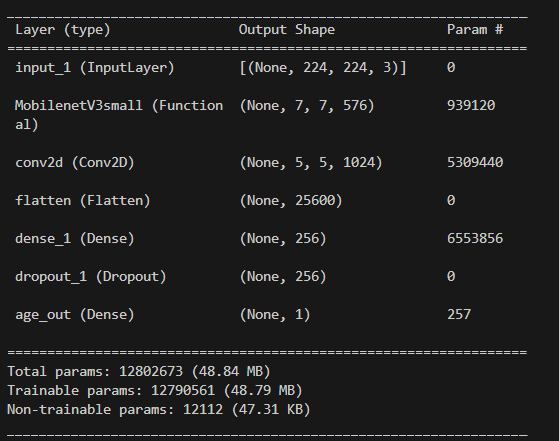 Layer (type) Output Shape Param #
=================================================================
input_1 (InputLayer) [(None, 224, 224, 3)] 0
MobilenetV3small (Function (None, 7, 7, 576) 939120
al)
conv2d (Conv2D) (None, 5, 5, 1024) 5309440
flatten (Flatten) (None, 25600) 0
dense_1 (Dense) (None, 256) 6553856
dropout_1 (Dropout) (None, 256) 0
age_out (Dense) (None, 1) 257
=================================================================
Total params: 12802673 (48.84 MB)
Trainable params: 12790561 (48.79 MB)
Non-trainable params: 12112 (47.31 KB)